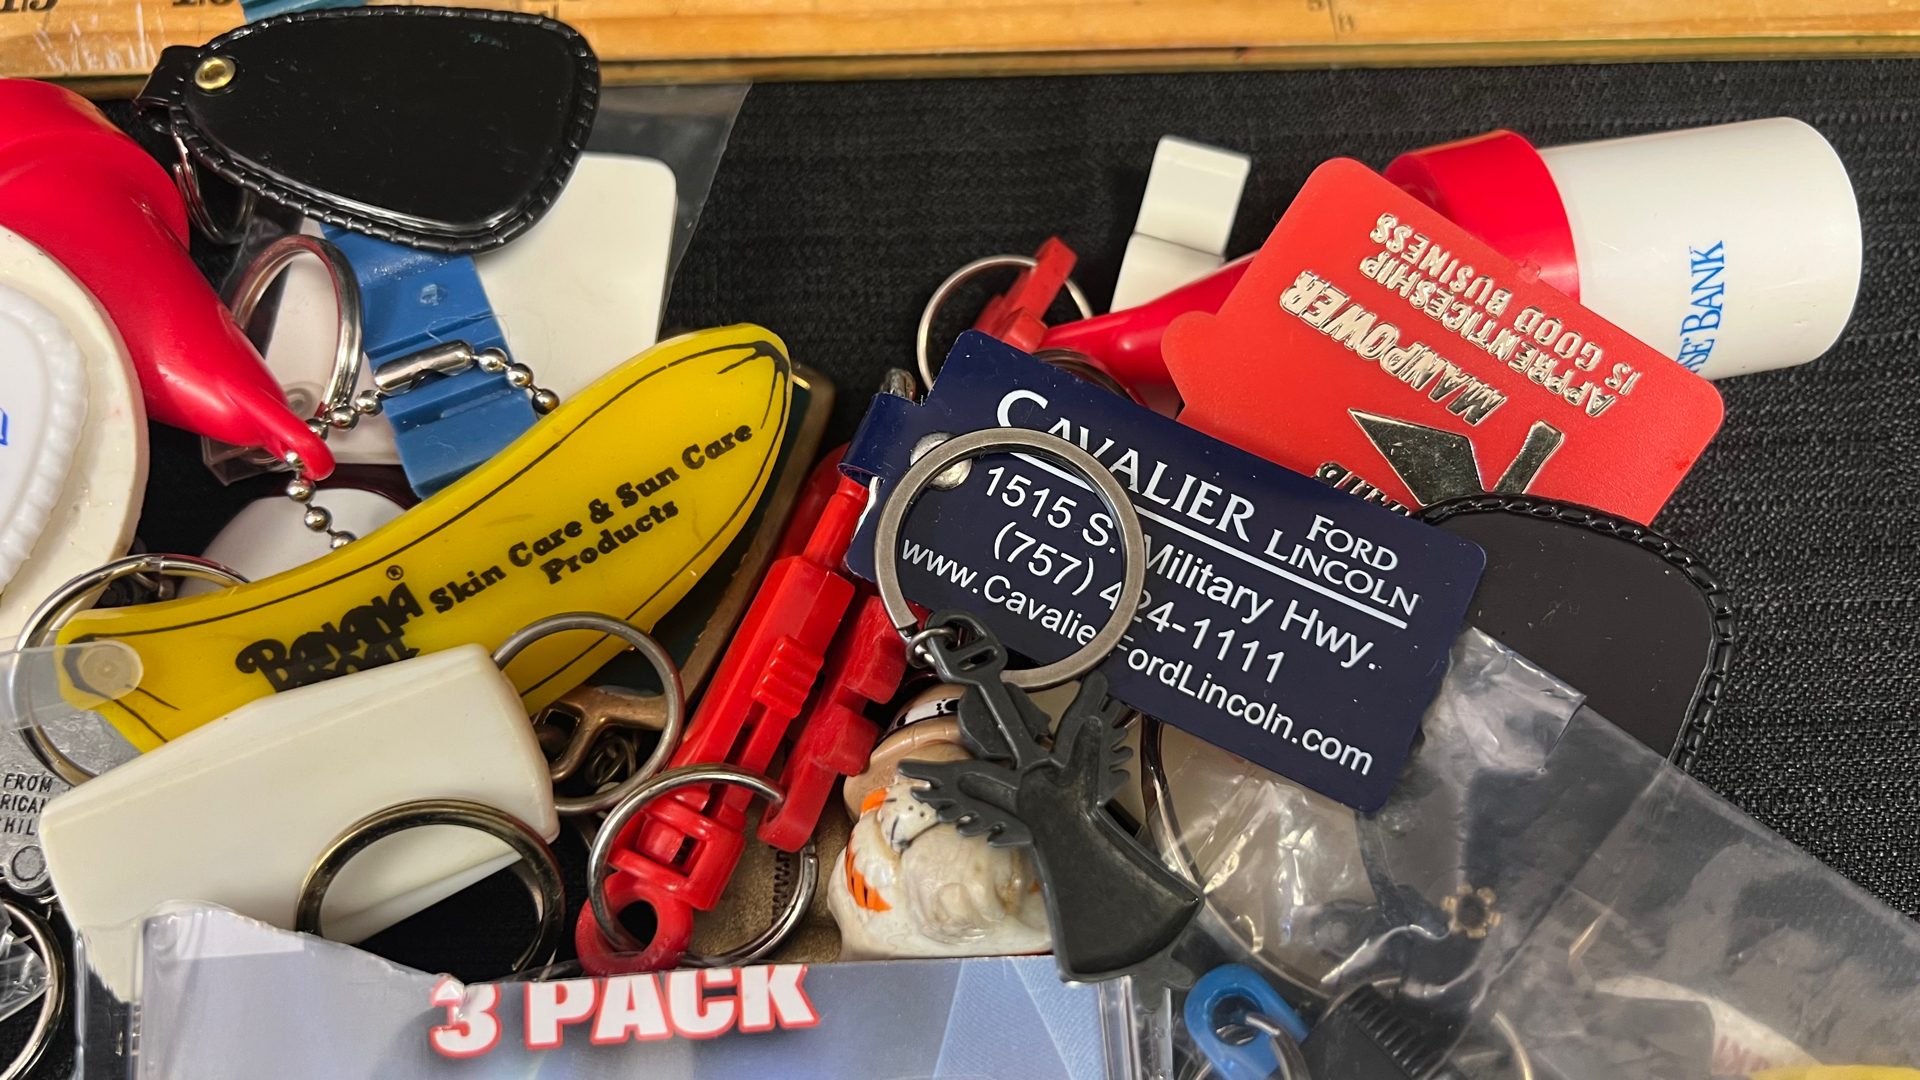 CAVALIER FORD
LINCOLN
1515 S. Military Hwy.
(757) 424-1111
www.CavalierFordLincoln.com
MANPOWER
APPRENTICESHIP
IS GOOD BUSINESS
BANK
BANANA
BOAT®
Skin Care & Sun Care
Products
FROM
3 PACK